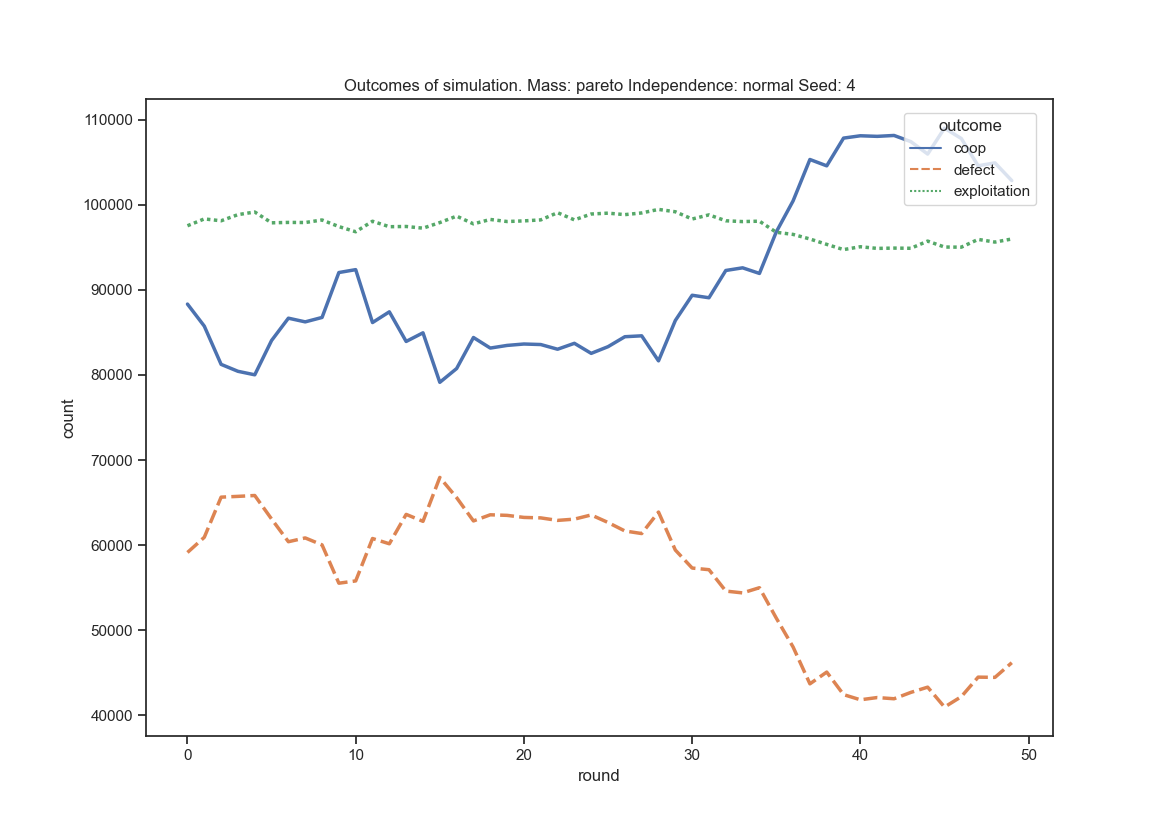 Outcomes of simulation. Mass: pareto Independence: normal Seed: 4
110000
100000
90000
80000
70000
60000
50000
40000
count
outcome
coop
defect
exploitation
0
10
20
30
40
50
round